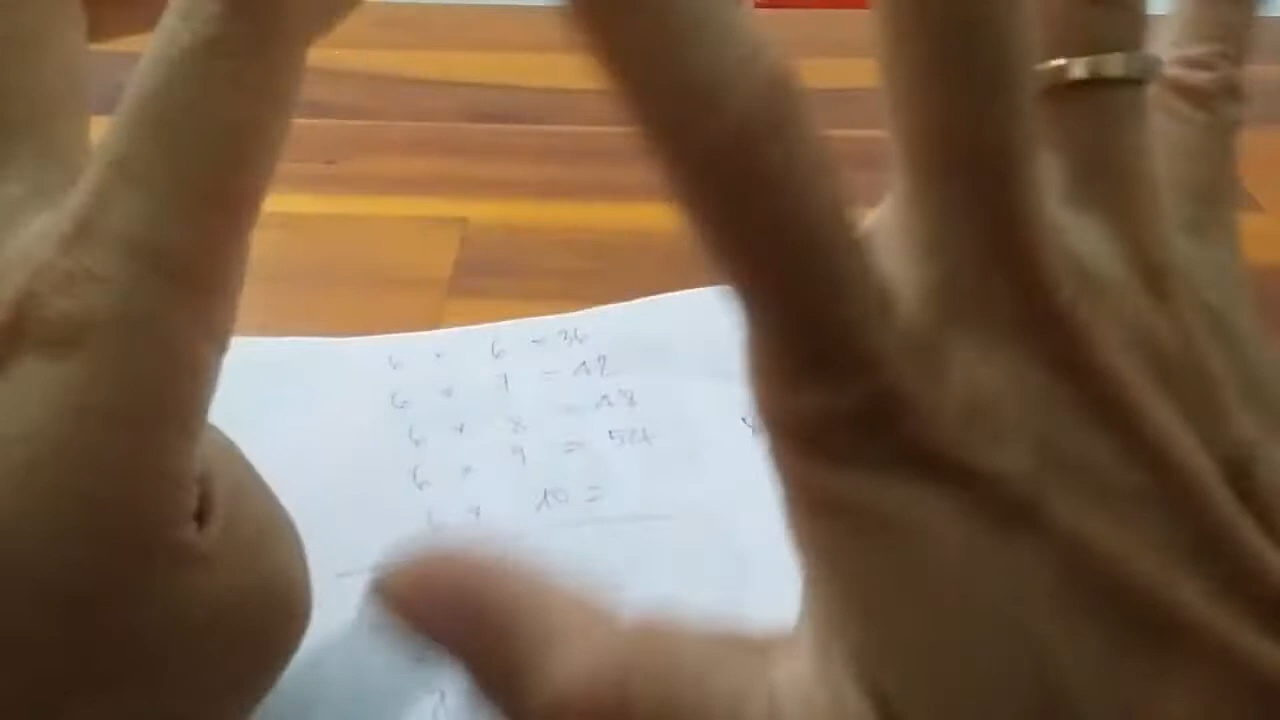 6 × 6 = 36
6 × 7 = 42
6 × 8 = 48
6 × 9 = 54
6 × 10 =